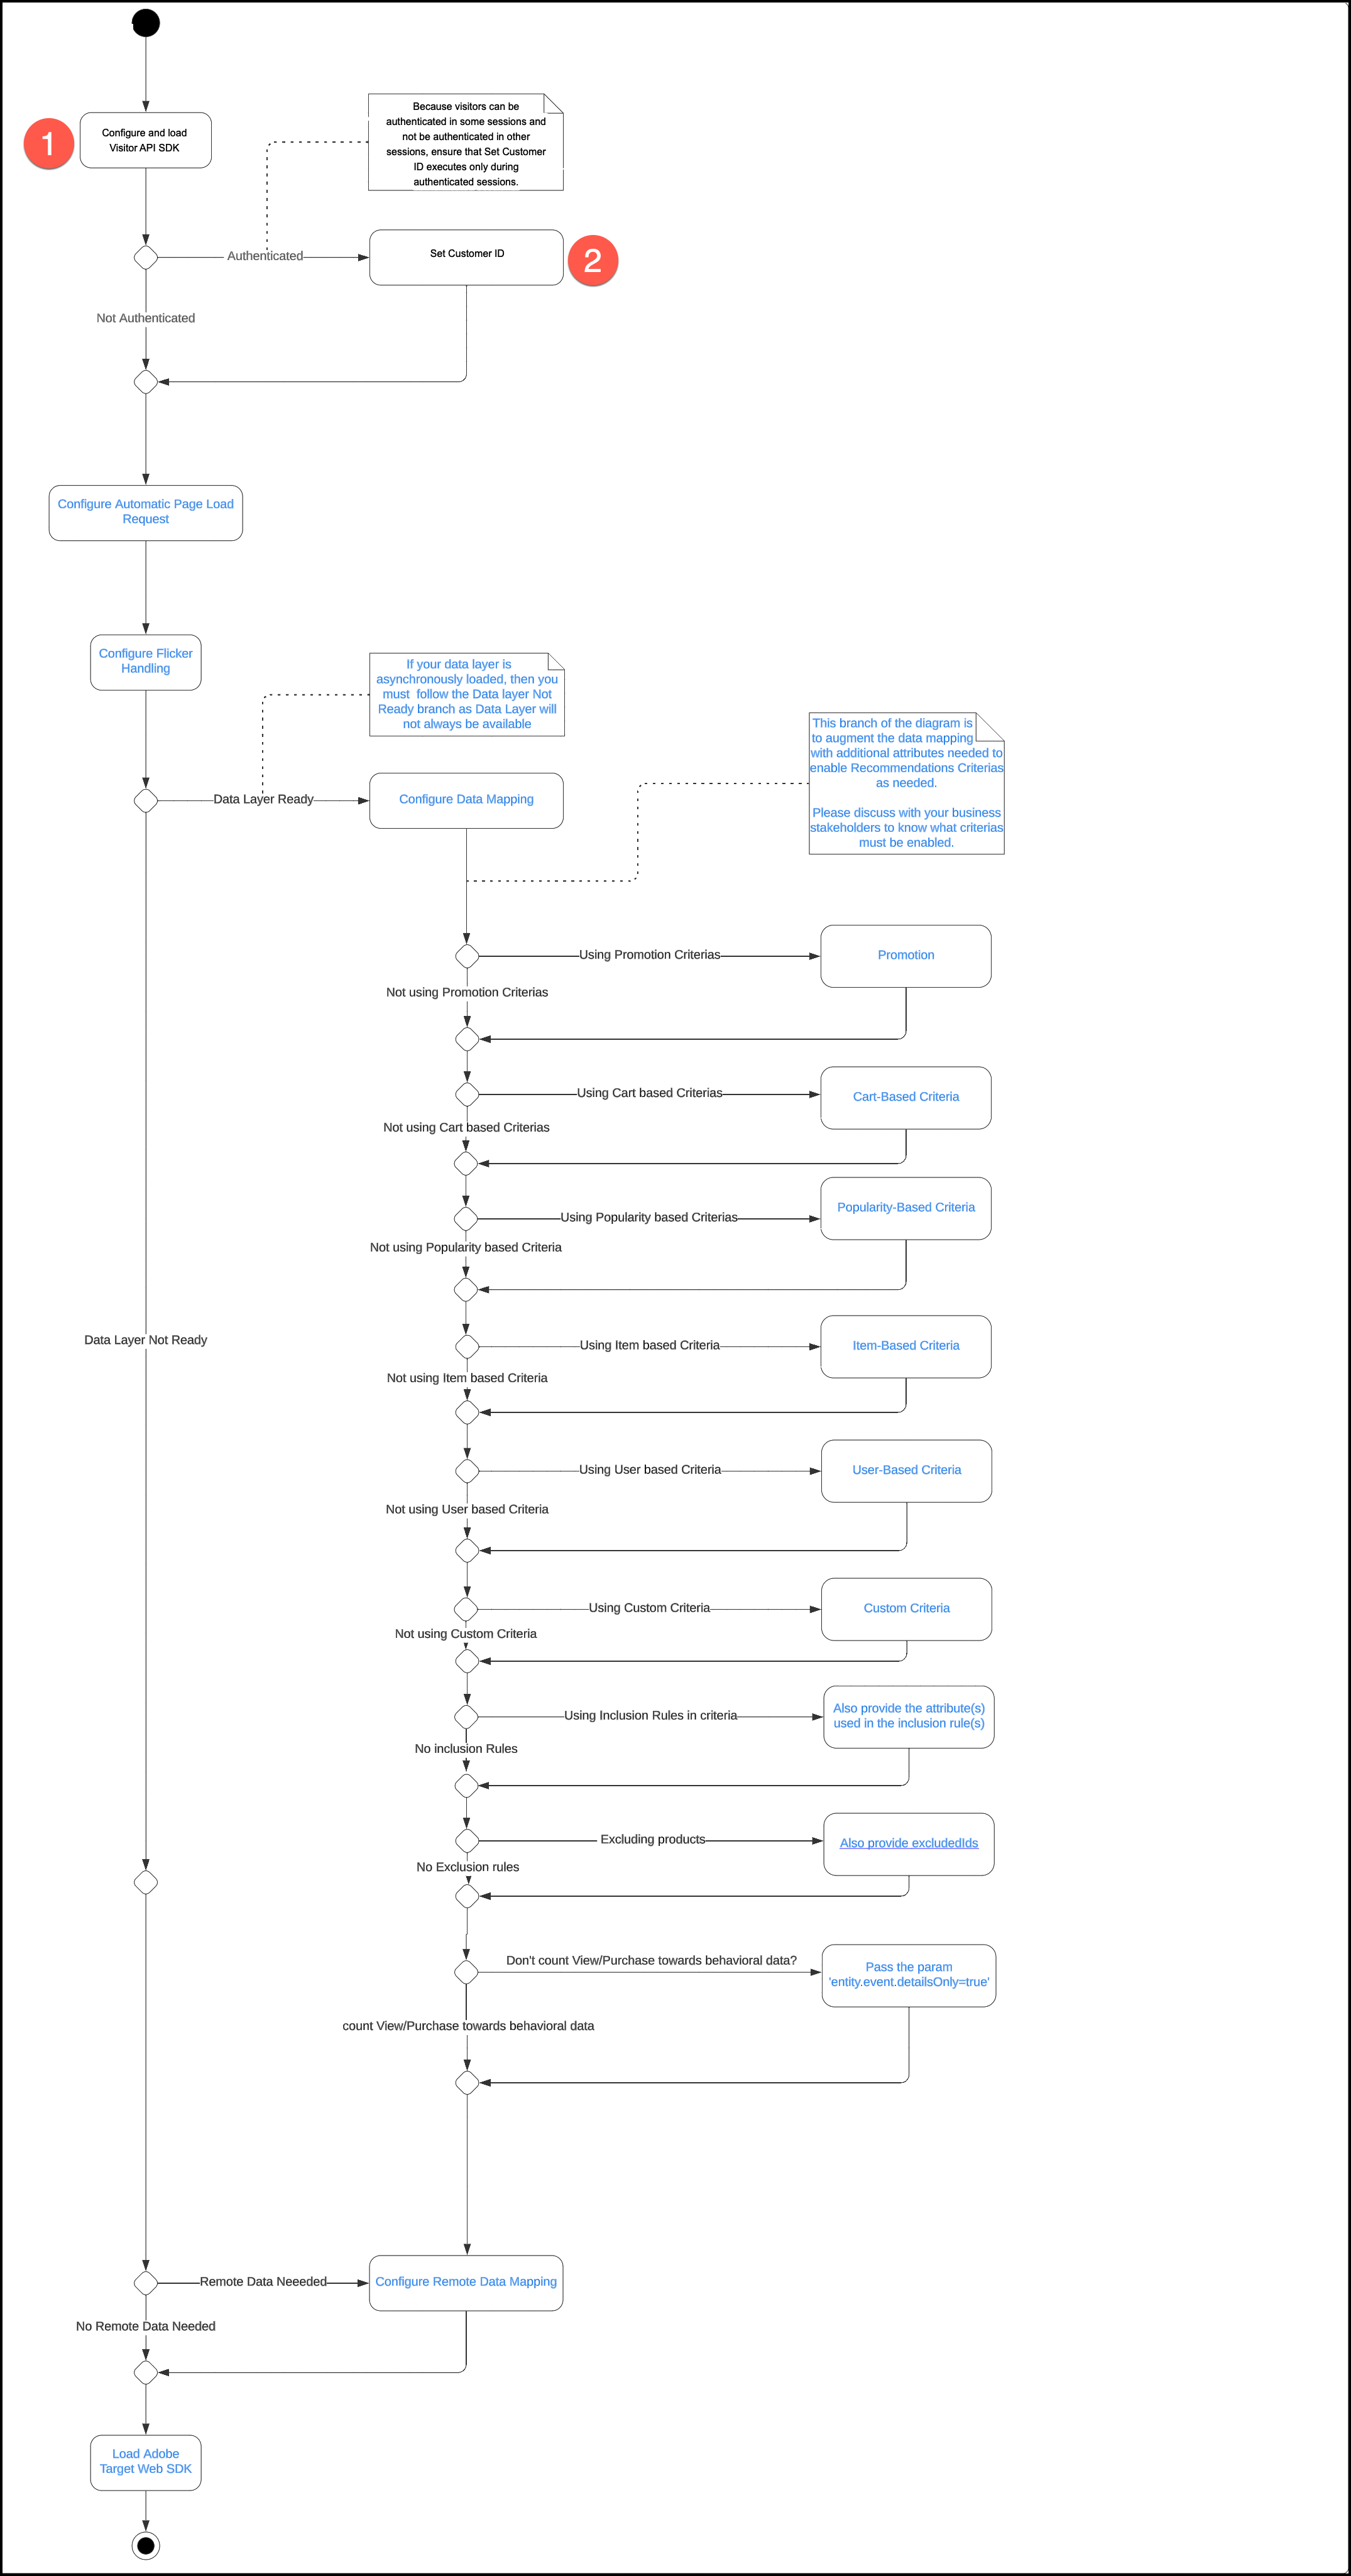 1
Configure and load
Visitor API SDK
Because visitors can be
authenticated in some sessions and
not be authenticated in other
sessions, ensure that Set Customer
ID executes only during
authenticated sessions.
Authenticated
Set Customer ID
2
Not Authenticated
Configure Automatic Page Load
Request
Configure Flicker
Handling
If your data layer is
asynchronously loaded, then you
must follow the Data layer Not
Ready branch as Data Layer will
not always be available
This branch of the diagram is
to augment the data mapping
with additional attributes needed to
enable Recommendations Criterias
as needed.
Please discuss with your business
stakeholders to know what criterias
must be enabled.
Data Layer Ready
Configure Data Mapping
Using Promotion Criterias
Promotion
Not using Promotion Criterias
Using Cart based Criterias
Cart-Based Criteria
Not using Cart based Criterias
Using Popularity based Criterias
Popularity-Based Criteria
Not using Popularity based Criteria
Data Layer Not Ready
Using Item based Criteria
Item-Based Criteria
Not using Item based Criteria
Using User based Criteria
User-Based Criteria
Not using User based Criteria
Using Custom Criteria
Custom Criteria
Not using Custom Criteria
Using Inclusion Rules in criteria
Also provide the attribute(s)
used in the inclusion rule(s)
No inclusion Rules
Excluding products
Also provide excludedIds
No Exclusion rules
Don't count View/Purchase towards behavioral data?
Pass the param
'entity.event.detailsOnly=true'
count View/Purchase towards behavioral data
Remote Data Neeeded
Configure Remote Data Mapping
No Remote Data Needed
Load Adobe
Target Web SDK